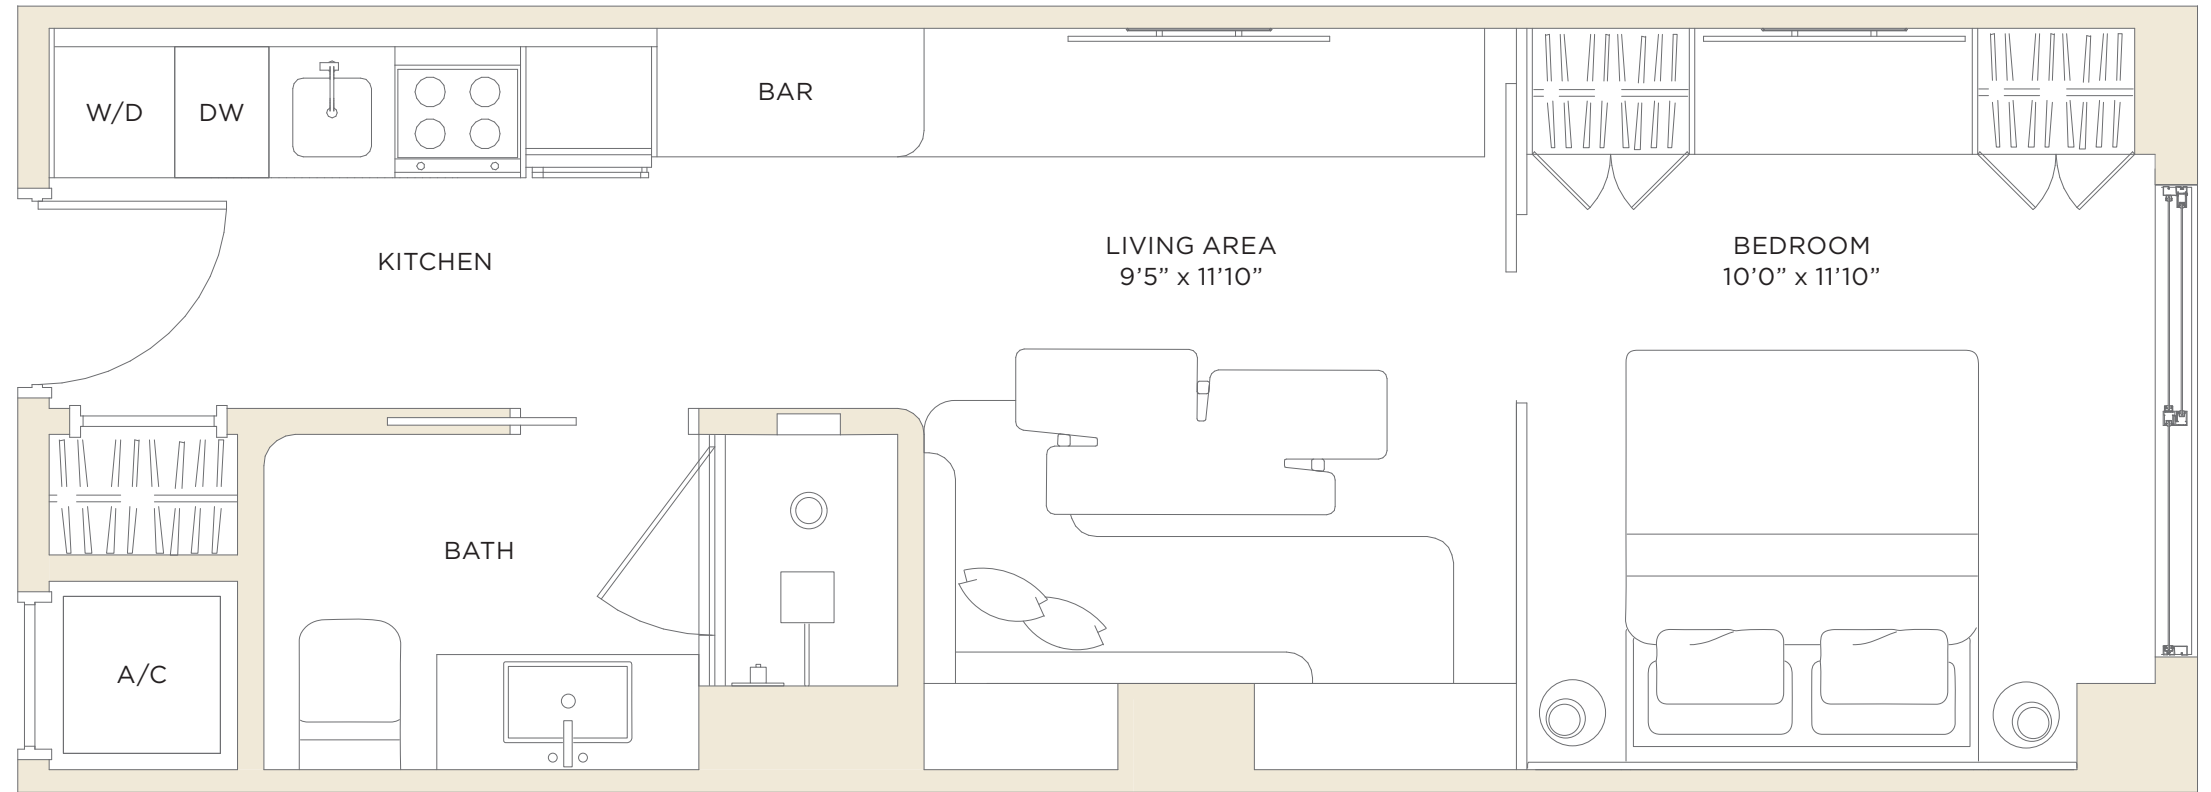 W/D
DW
BAR
KITCHEN
LIVING AREA
9’5” x 11’10”
BEDROOM
10’0” x 11’10”
BATH
A/C